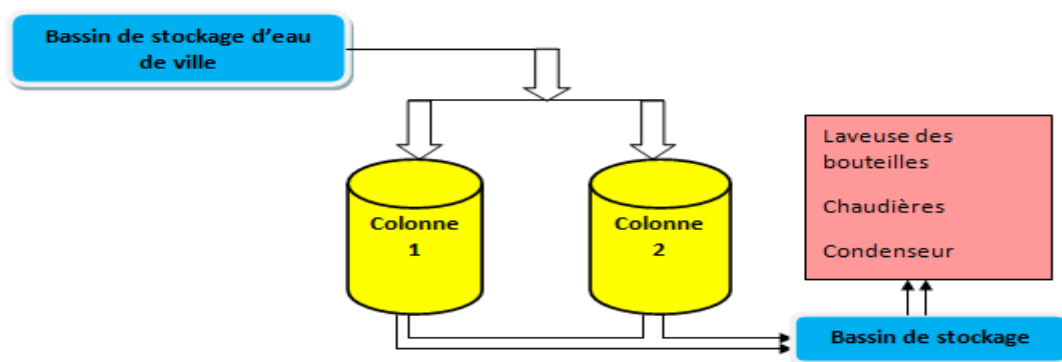 Bassin de stockage d'eau
de ville
Colonne
1
Colonne
2
Laveuse des
bouteilles
Chaudières
Condenseur
Bassin de stockage